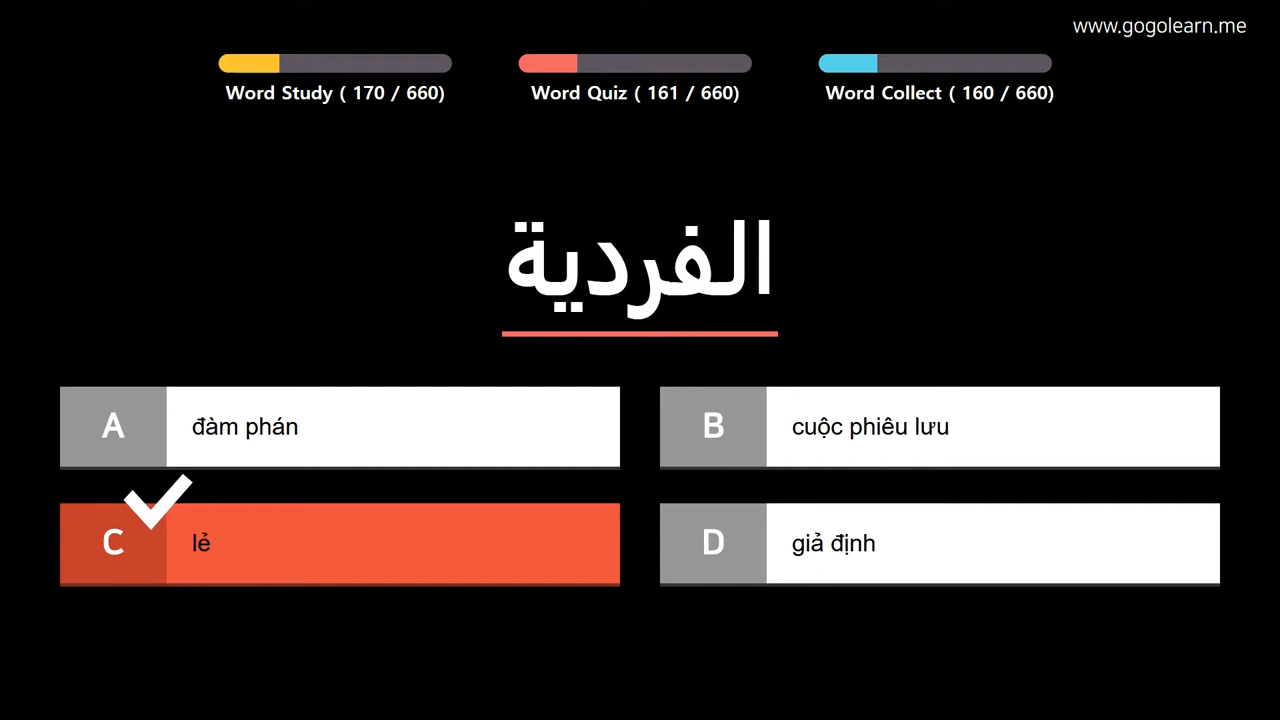 www.gogolearn.me
Word Study ( 170 / 660)
Word Quiz ( 161 / 660)
Word Collect ( 160 / 660)
الفردية
A
đàm phán
B
cuộc phiêu lưu
C
lẻ
D
giả định